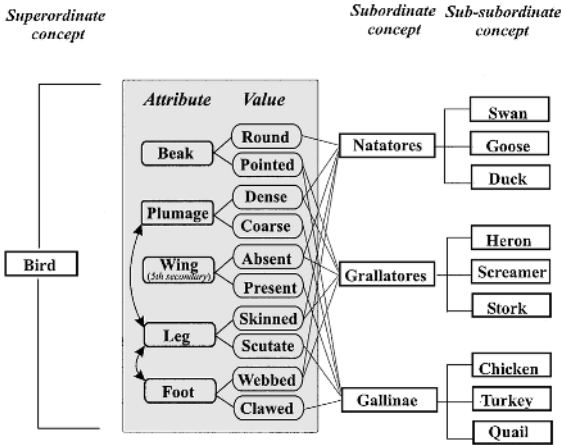 Superordinate concept
Subordinate concept
Sub-subordinate concept
Attribute
Value
Bird
Beak
Round
Pointed
Plumage
Dense
Coarse
Wing
(5th secondary)
Absent
Present
Leg
Skinned
Scutate
Foot
Webbed
Clawed
Natatores
Grallatores
Gallinae
Swan
Goose
Duck
Heron
Screamer
Stork
Chicken
Turkey
Quail